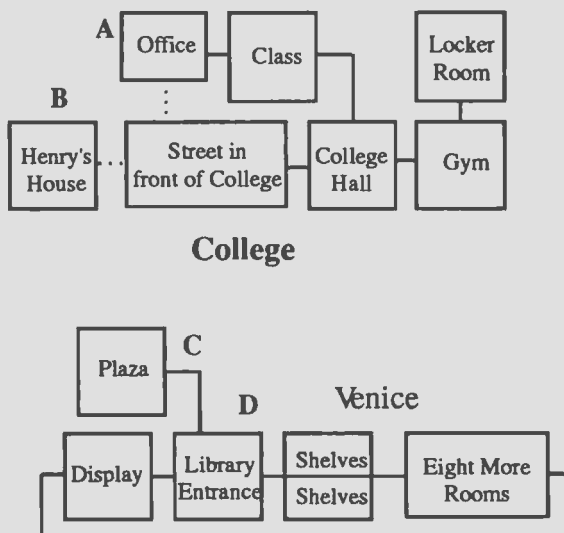 A
Office
Class
Locker
Room
B
Henry's
House
Street in
front of College
College
Hall
Gym
College
Plaza
C
D
Venice
Display
Library
Entrance
Shelves
Shelves
Eight More
Rooms